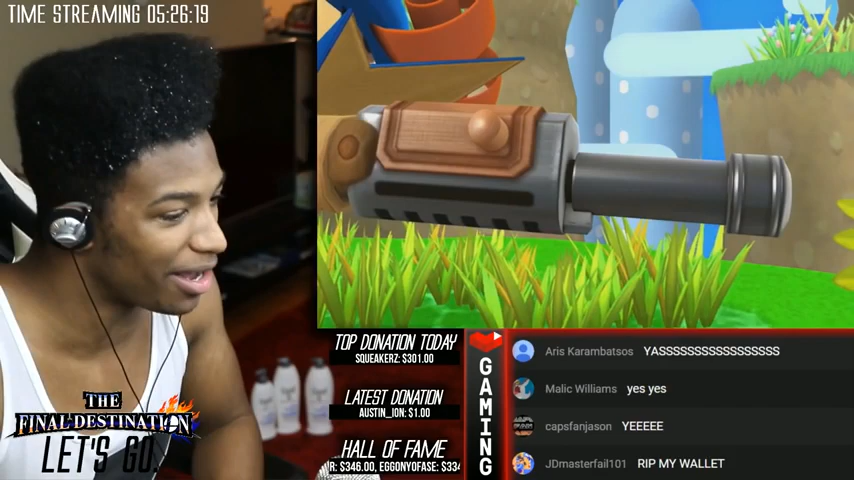 TIME STREAMING 05:26:19
THE
FINAL DESTINATION
LET'S GO.
TOP DONATION TODAY
SQUEAKERZ: $301.00
LATEST DONATION
AUSTIN_ION: $1.00
HALL OF FAME
R: $346.00, EGGONYOFASE: $334
GAMING
Aris Karambatsos YASSSSSSSSSSSSSSSSSS
Malic Williams yes yes
capsfanjason YEEEEE
JDmasterfail101 RIP MY WALLET